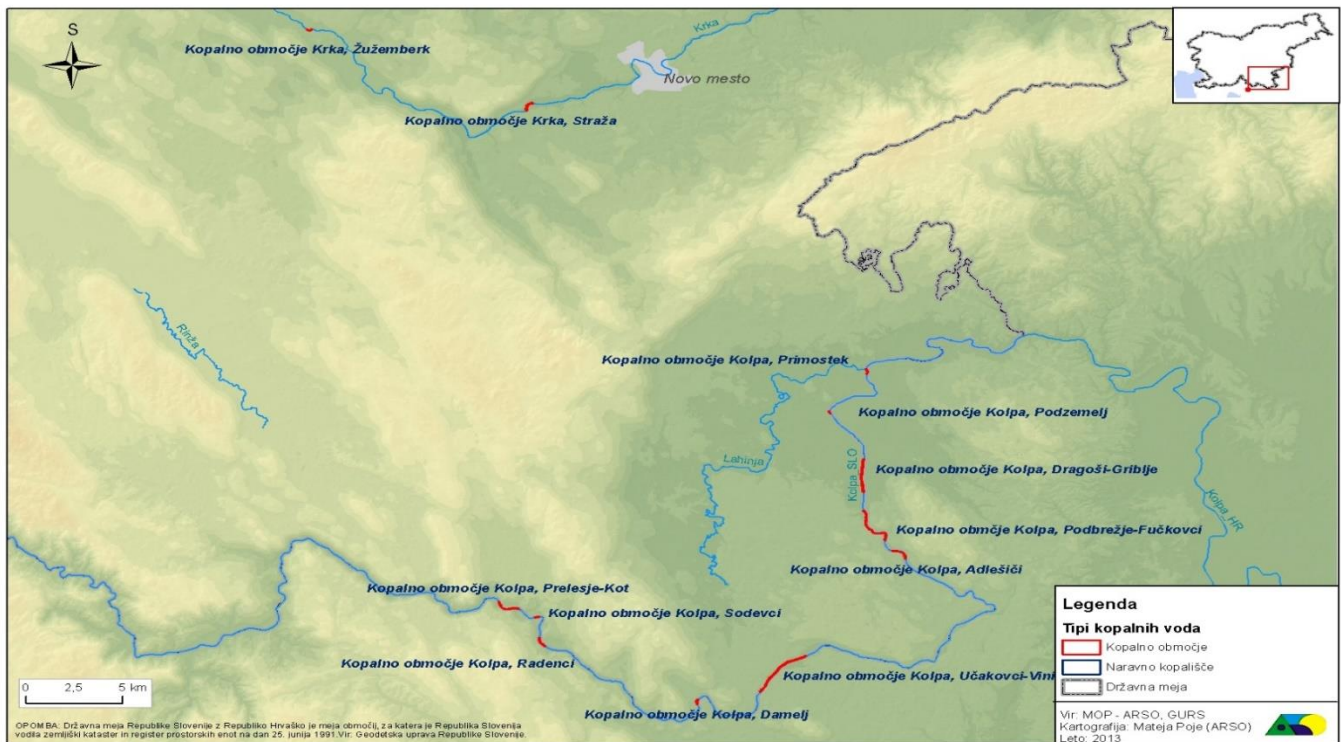 S
Kopalno območje Krka, Žužemberk
Krka
Novo mesto
Kopalno območje Krka, Straža
Rinža
Kopalno območje Kolpa, Primostek
Kopalno območje Kolpa, Podzemelj
Lahinja
Kolpa_SLO
Kopalno območje Kolpa, Dragoši-Griblje
Kolpa_HR
Kopalno obmčje Kolpa, Podbrežje-Fučkovci
Kopalno območje Kolpa, Adlešiči
Kopalno območje Kolpa, Prelesje-Kot
Kopalno območje Kolpa, Sodevci
Kopalno območje Kolpa, Radenci
Kopalno območje Kolpa, Učakovci-Vini
Kopalno območje Kolpa, Damelj
0 2,5 5 km
OPOMBA: Državna meja Republike Slovenije z Republiko Hrvaško je meja območij, za katera je Republika Slovenija
vodila zemljiški kataster in register prostorskih enot na dan 25. junija 1991.Vir: Geodetska uprava Republike Slovenije.
Legenda
Tipi kopalnih voda
Kopalno območje
Naravno kopališče
Državna meja
Vir: MOP - ARSO, GURS
Kartografija: Mateja Poje (ARSO)
Leto: 2013